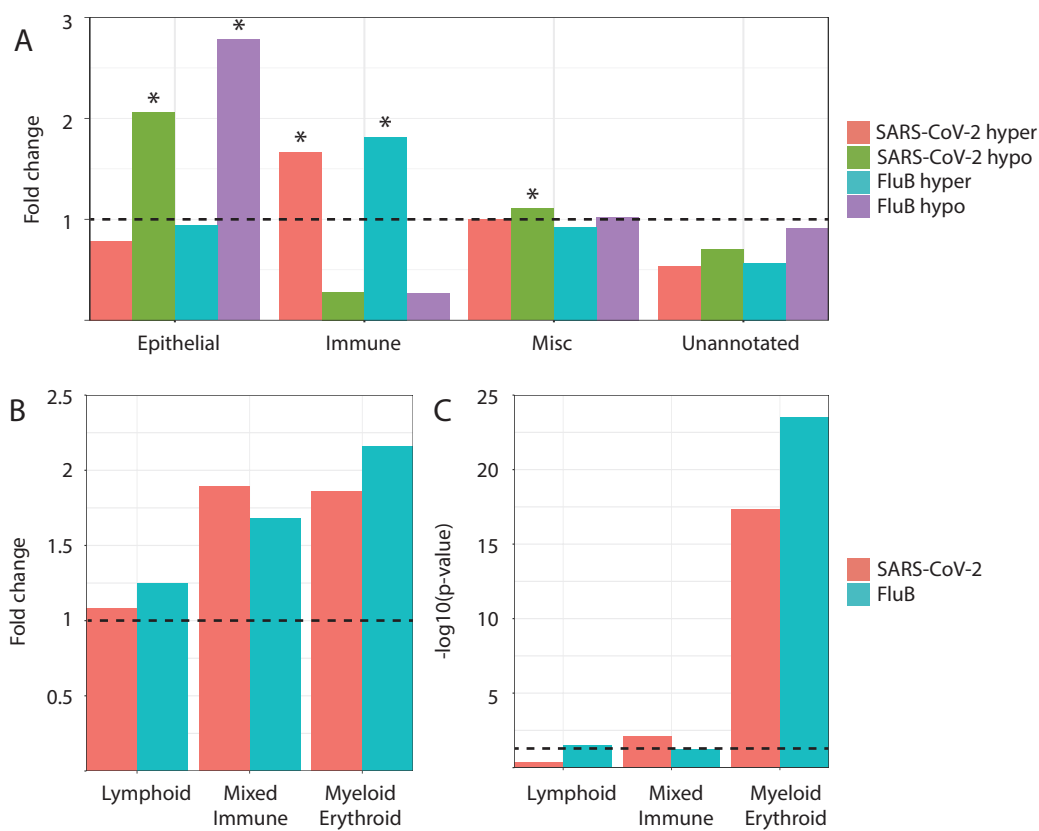 A
Fold change
3
2
1
*
*
*
*
*
Epithelial
Immune
Misc
Unannotated
SARS-CoV-2 hyper
SARS-CoV-2 hypo
FluB hyper
FluB hypo
B
Fold change
2.5
2
1.5
1
0.5
Lymphoid
Mixed
Immune
Myeloid
Erythroid
C
-log10(p-value)
25
20
15
10
5
Lymphoid
Mixed
Immune
Myeloid
Erythroid
SARS-CoV-2
FluB